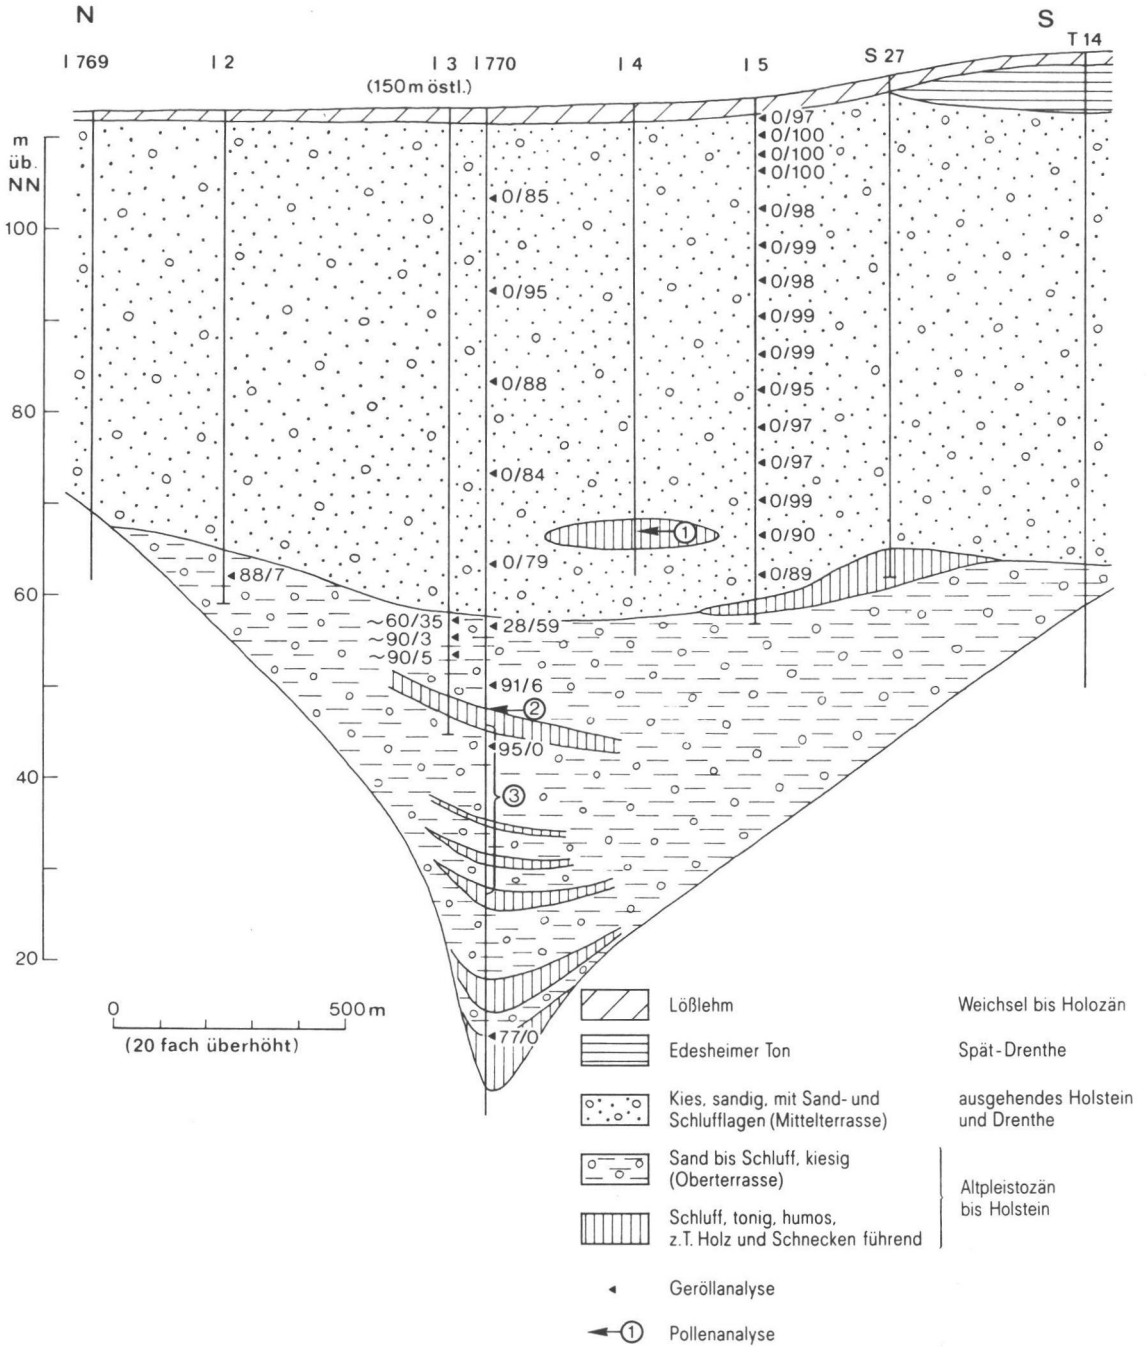 N
S
I 769
I 2
I 3
I 770
I 4
I 5
S 27
T 14
(150 m östl.)
m
üb.
NN
100
80
60
40
20
0/97
0/100
0/100
0/100
0/85
0/98
0/99
0/98
0/95
0/99
0/99
0/88
0/95
0/97
0/84
0/97
0/99
1
0/90
0/79
88/7
0/89
~60/35
28/59
~90/3
~90/5
91/6
2
95/0
3
77/0
0
500 m
(20 fach überhöht)
Lößlehm
Weichsel bis Holozän
Edesheimer Ton
Spät-Drenthe
Kies, sandig, mit Sand- und
Schlufflagen (Mittelterrasse)
ausgehendes Holstein
und Drenthe
Sand bis Schluff, kiesig
(Oberterrasse)
Schluff, tonig, humos,
z.T. Holz und Schnecken führend
Altpleistozän
bis Holstein
Geröllanalyse
1
Pollenanalyse